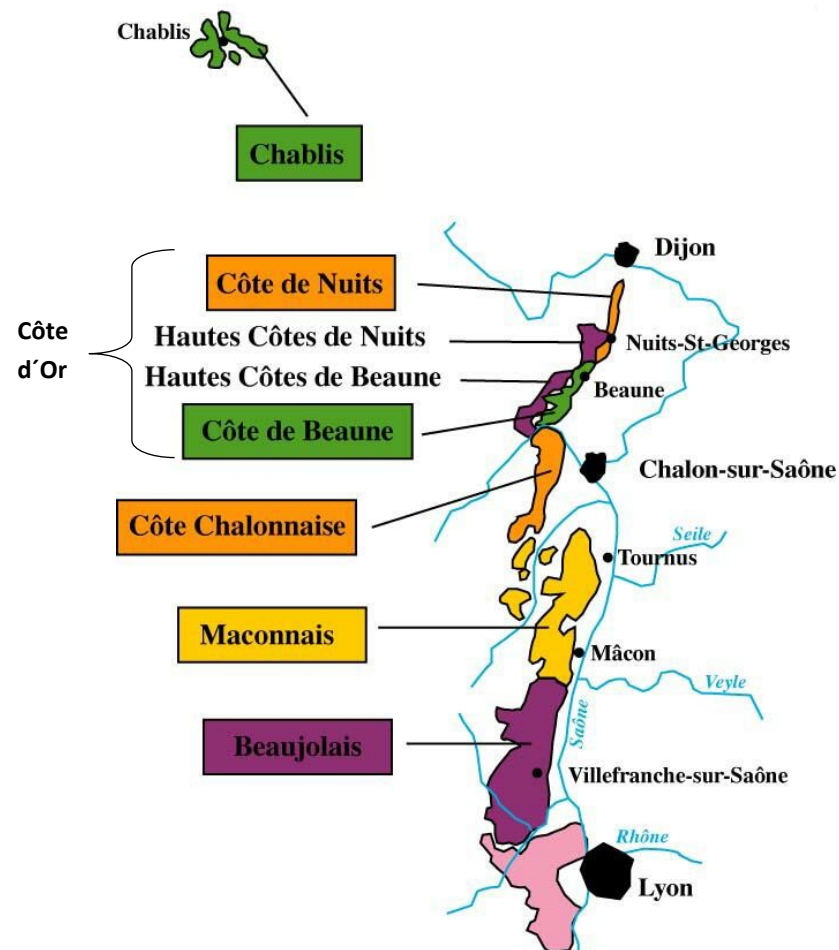 Chablis
Chablis
Dijon
Côte de Nuits
Hautes Côtes de Nuits
Nuits-St-Georges
Côte
d´Or
Hautes Côtes de Beaune
Beaune
Côte de Beaune
Chalon-sur-Saône
Côte Chalonnaise
Seile
Tournus
Maconnais
Mâcon
Veyle
Saône
Beaujolais
Villefranche-sur-Saône
Rhône
Lyon